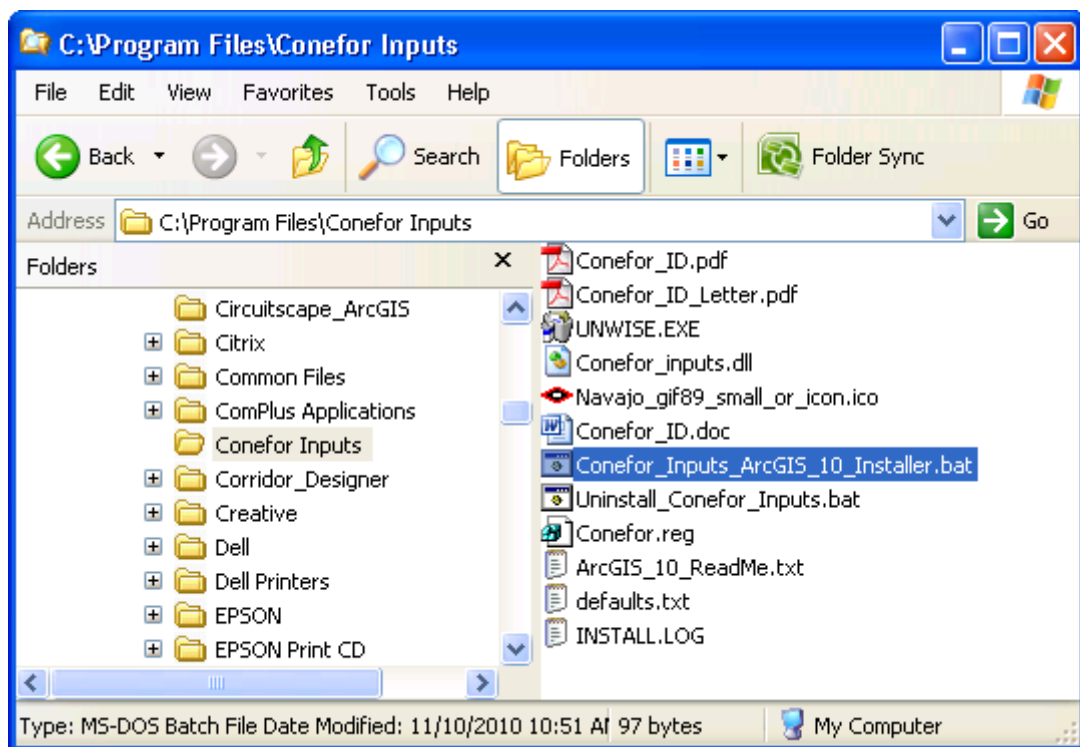 C:\Program Files\Conefor Inputs
File Edit View Favorites Tools Help
Back Search Folders Folder Sync
Address C:\Program Files\Conefor Inputs Go
Folders
Circuitscape_ArcGIS
Citrix
Common Files
ComPlus Applications
Conefor Inputs
Corridor_Designer
Creative
Dell
Dell Printers
EPSON
EPSON Print CD
Conefor_ID.pdf
Conefor_ID_Letter.pdf
UNWISE.EXE
Conefor_inputs.dll
Navajo_gif89_small_or_icon.ico
Conefor_ID.doc
Conefor_Inputs_ArcGIS_10_Installer.bat
Uninstall_Conefor_Inputs.bat
Conefor.reg
ArcGIS_10_ReadMe.txt
defaults.txt
INSTALL.LOG
Type: MS-DOS Batch File Date Modified: 11/10/2010 10:51 A 97 bytes My Computer